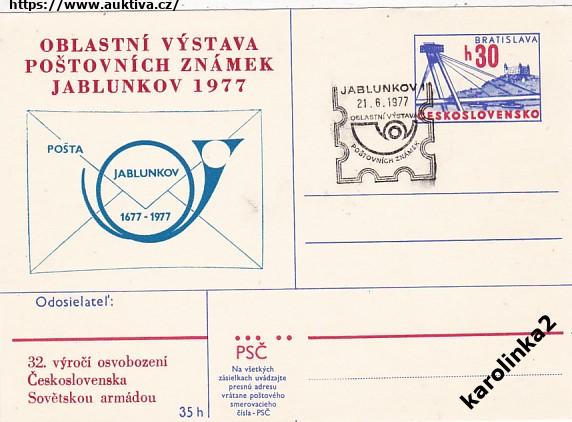 https://www.auktiva.cz/
OBLASTNÍ VÝSTAVA
POŠTOVNÍCH ZNÁMEK
JABLUNKOV 1977
POŠTA
JABLUNKOV
1677-1977
BRATISLAVA
h 30
ČESKOSLOVENSKO
JABLUNKOV 1
21.6.1977
OBLASTNÍ VÝSTAVA
POŠTOVNÍCH ZNÁMEK
Odosielateľ:
32. výročí osvobození
Československa
Sovětskou armádou
35 h
PSČ
Na všetkých
zásielkach uvádzajte
presnú adresu
vrátane poštového
smerovacieho
čísla - PSČ
karolinka2